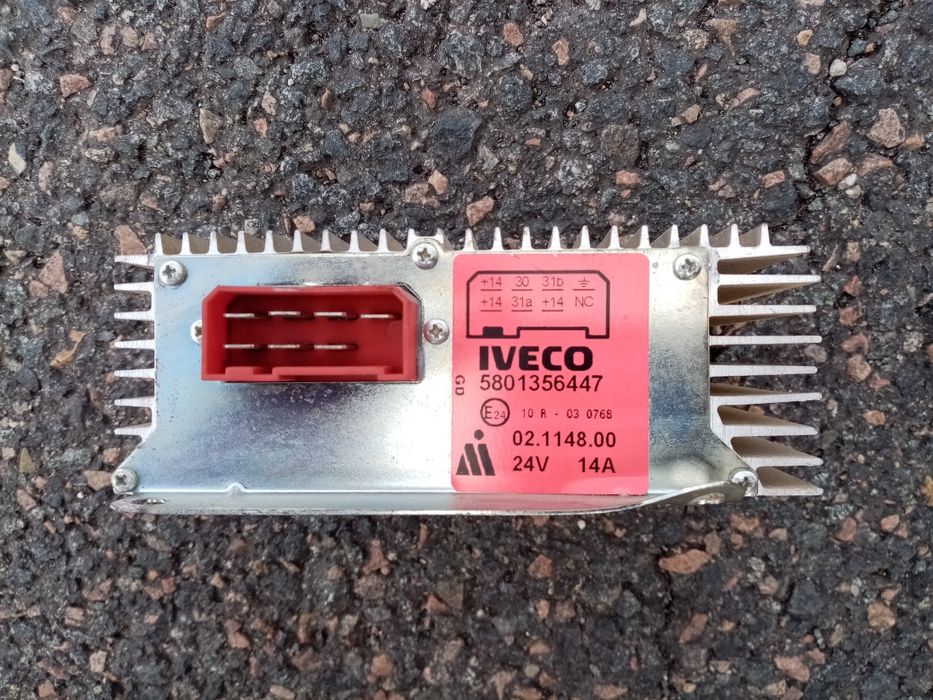 +14 30 31b ⏚
+14 31a +14 NC
IVECO
5801356447
GD
E24 10 R - 03 0768
02.1148.00
24V 14A